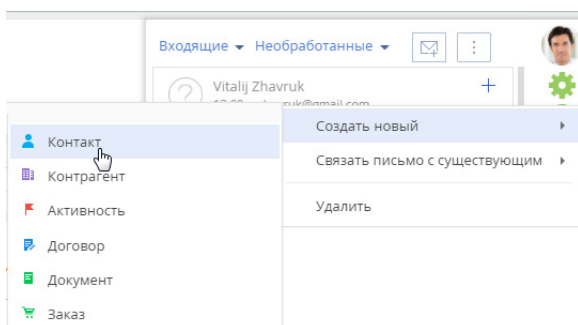 Входящие Необработанные
Vitalij Zhavruk
Создать новый
Связать письмо с существующим
Удалить
Контакт
Контрагент
Активность
Договор
Документ
Заказ